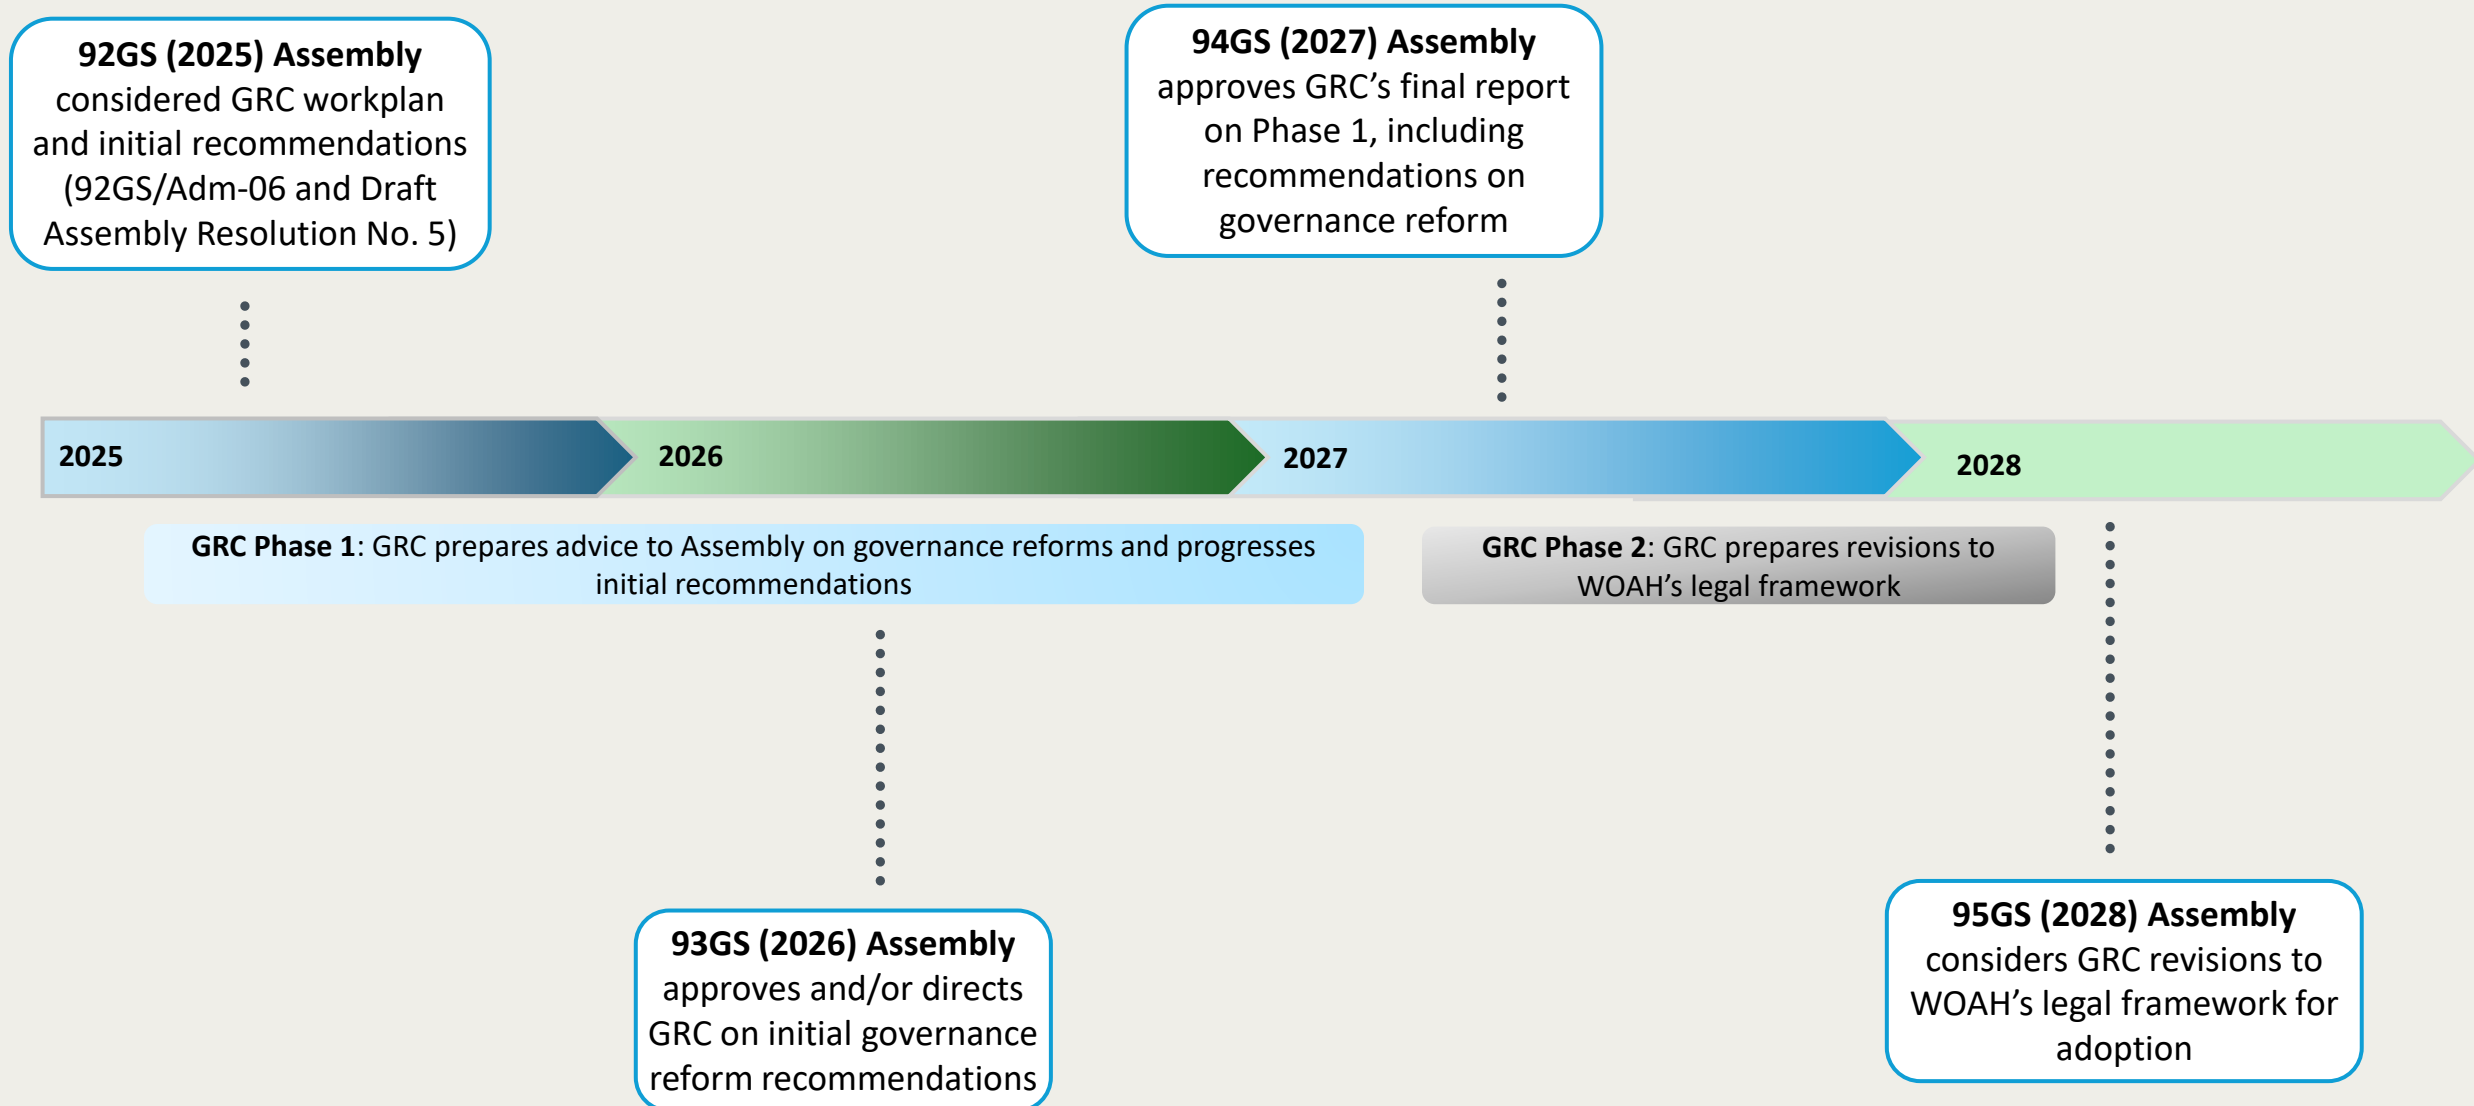 92GS (2025) Assembly
considered GRC workplan
and initial recommendations
(92GS/Adm-06 and Draft
Assembly Resolution No. 5)
94GS (2027) Assembly
approves GRC’s final report
on Phase 1, including
recommendations on
governance reform
2025
2026
2027
2028
GRC Phase 1: GRC prepares advice to Assembly on governance reforms and progresses
initial recommendations
GRC Phase 2: GRC prepares revisions to
WOAH’s legal framework
93GS (2026) Assembly
approves and/or directs
GRC on initial governance
reform recommendations
95GS (2028) Assembly
considers GRC revisions to
WOAH’s legal framework for
adoption